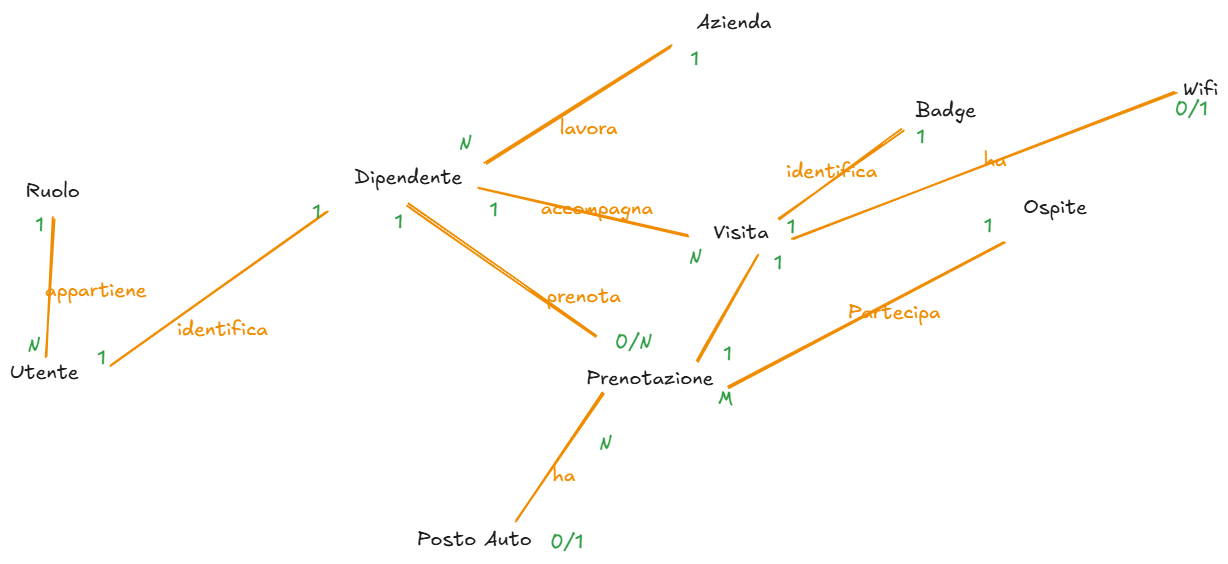 Azienda
1
Wifi
0/1
Badge
1
lavora
N
ha
identifica
Dipendente
Ruolo
1
1
1
1
accompagna
Ospite
1
Visita
1
N
1
appartiene
prenota
identifica
Partecipa
N
1
Utente
0/N
1
Prenotazione
M
N
ha
Posto Auto
0/1